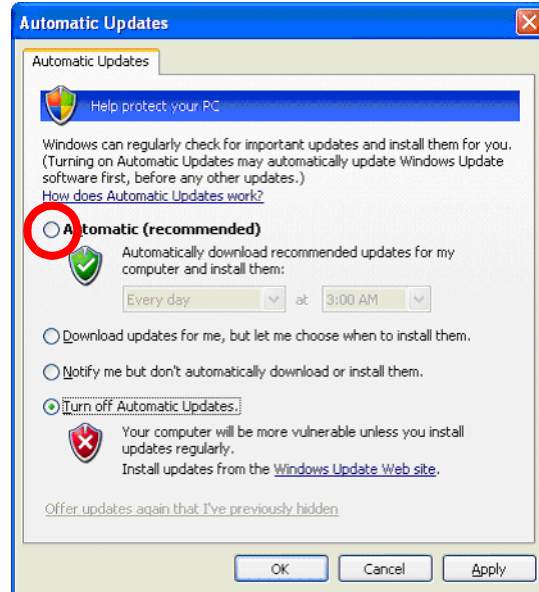 Automatic Updates
Automatic Updates
Help protect your PC
Windows can regularly check for important updates and install them for you.
(Turning on Automatic Updates may automatically update Windows Update
software first, before any other updates.)
How does Automatic Updates work?
Automatic (recommended)
Automatically download recommended updates for my
computer and install them:
Every day at 3:00 AM
Download updates for me, but let me choose when to install them.
Notify me but don't automatically download or install them.
Turn off Automatic Updates.
Your computer will be more vulnerable unless you install
updates regularly.
Install updates from the Windows Update Web site.
Offer updates again that I've previously hidden
OK Cancel Apply